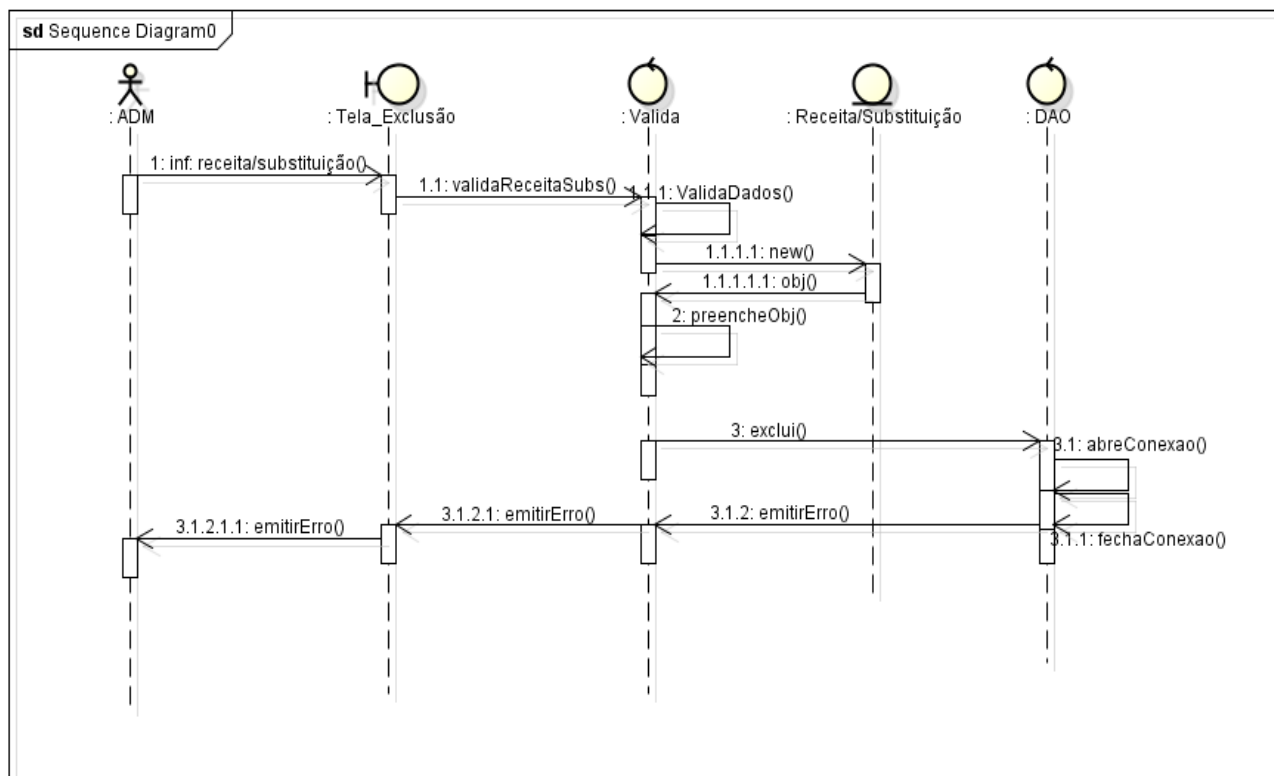 sd Sequence Diagram0
: ADM
: Tela_Exclusão
: Valida
: Receita/Substituição
: DAO
1: inf: receita/substituição()
1.1: validaReceitaSubs()
1.1.1: ValidaDados()
1.1.1.1: new()
1.1.1.1.1: obj()
2: preencheObj()
3: exclui()
3.1: abreConexao()
3.1.2.1.1: emitirErro()
3.1.2.1: emitirErro()
3.1.2: emitirErro()
3.1.1: fechaConexao()